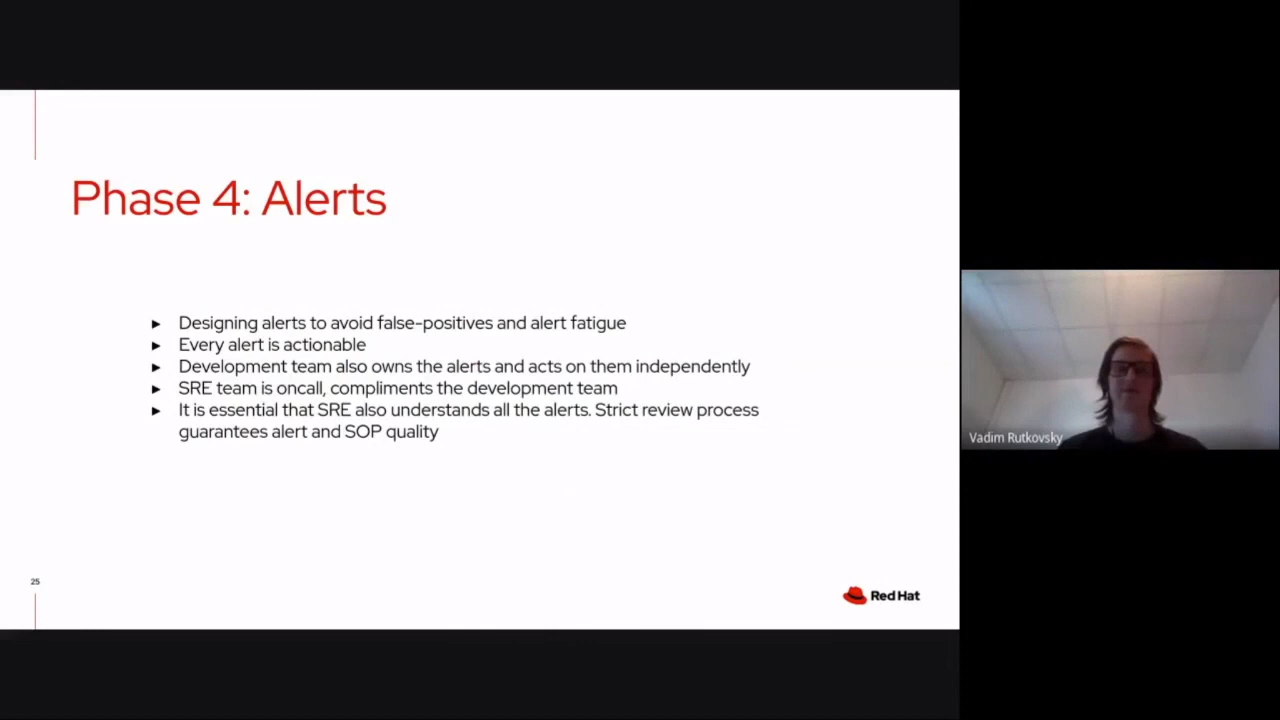 Phase 4: Alerts
► Designing alerts to avoid false-positives and alert fatigue
► Every alert is actionable
► Development team also owns the alerts and acts on them independently
► SRE team is oncall, compliments the development team
► It is essential that SRE also understands all the alerts. Strict review process
guarantees alert and SOP quality
25
Red Hat
Vadim Rutkovsky